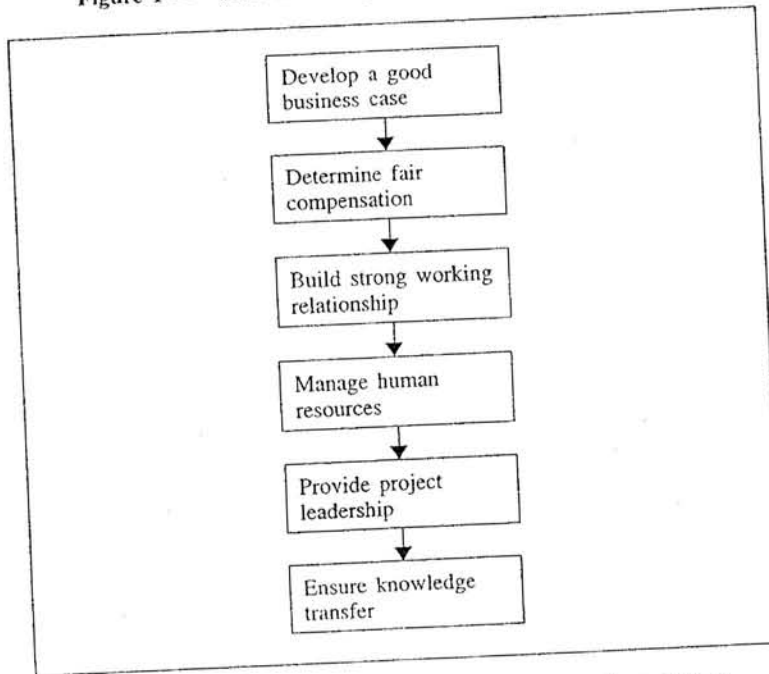 Figure
Develop a good
business case
Determine fair
compensation
Build strong working
relationship
Manage human
resources
Provide project
leadership
Ensure knowledge
transfer